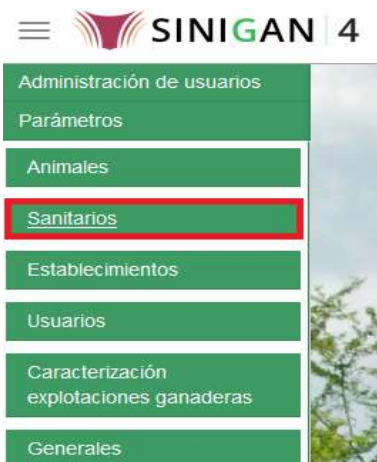 SINIGAN 4
Administración de usuarios
Parámetros
Animales
Sanitarios
Establecimientos
Usuarios
Caracterización
explotaciones ganaderas
Generales